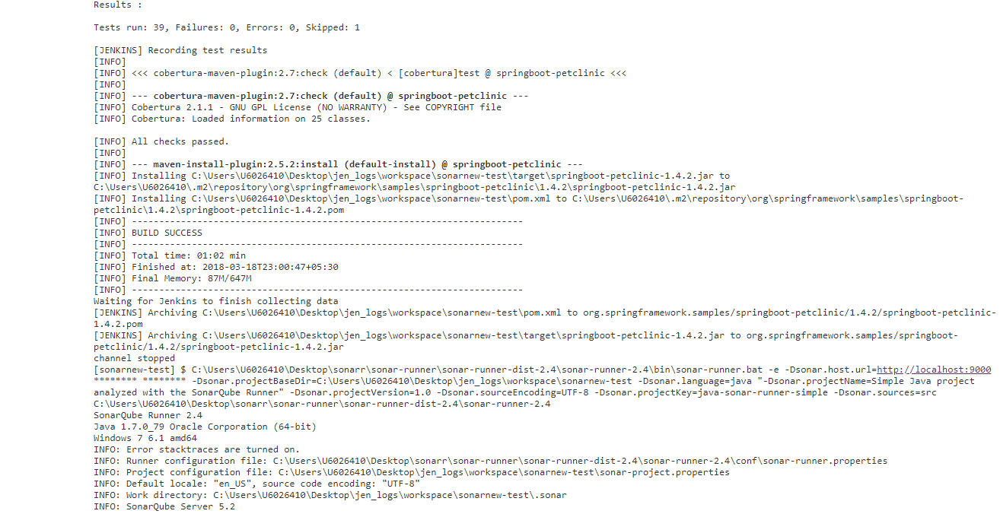 Results :
Tests run: 39, Failures: 0, Errors: 0, Skipped: 1
[JENKINS] Recording test results
[INFO]
[INFO] <<< cobertura-maven-plugin:2.7:check (default) < [cobertura]test @ springboot-petclinic <<<
[INFO]
[INFO] --- cobertura-maven-plugin:2.7:check (default) @ springboot-petclinic ---
[INFO] Cobertura 2.1.1 - GNU GPL License (NO WARRANTY) - See COPYRIGHT file
[INFO] Cobertura: Loaded information on 25 classes.
[INFO] All checks passed.
[INFO]
[INFO] --- maven-install-plugin:2.5.2:install (default-install) @ springboot-petclinic ---
[INFO] Installing C:\Users\U6026410\Desktop\jen_logs\workspace\sonarnew-test\target\springboot-petclinic-1.4.2.jar to
C:\Users\U6026410\.m2\repository\org\springframework\samples\springboot-petclinic\1.4.2\springboot-petclinic-1.4.2.jar
[INFO] Installing C:\Users\U6026410\Desktop\jen_logs\workspace\sonarnew-test\pom.xml to C:\Users\U6026410\.m2\repository\org\springframework\samples\springboot-
petclinic\1.4.2\springboot-petclinic-1.4.2.pom
[INFO] ------------------------------------------------------------------------
[INFO] BUILD SUCCESS
[INFO] ------------------------------------------------------------------------
[INFO] Total time: 01:02 min
[INFO] Finished at: 2018-03-18T23:00:47+05:30
[INFO] Final Memory: 87M/647M
[INFO] ------------------------------------------------------------------------
Waiting for Jenkins to finish collecting data
[JENKINS] Archiving C:\Users\U6026410\Desktop\jen_logs\workspace\sonarnew-test\pom.xml to org.springframework.samples/springboot-petclinic/1.4.2/springboot-petclinic-
1.4.2.pom
[JENKINS] Archiving C:\Users\U6026410\Desktop\jen_logs\workspace\sonarnew-test\target\springboot-petclinic-1.4.2.jar to org.springframework.samples/springboot-
petclinic/1.4.2/springboot-petclinic-1.4.2.jar
channel stopped
[sonarnew-test] $ C:\Users\U6026410\Desktop\sonarr\sonar-runner\sonar-runner-dist-2.4\sonar-runner-2.4\bin\sonar-runner.bat -e -Dsonar.host.url=http://localhost:9000
******** ******** -Dsonar.projectBaseDir=C:\Users\U6026410\Desktop\jen_logs\workspace\sonarnew-test -Dsonar.language=java "-Dsonar.projectName=Simple Java project
analyzed with the SonarQube Runner" -Dsonar.projectVersion=1.0 -Dsonar.sourceEncoding=UTF-8 -Dsonar.projectKey=java-sonar-runner-simple -Dsonar.sources=src
C:\Users\U6026410\Desktop\sonarr\sonar-runner\sonar-runner-dist-2.4\sonar-runner-2.4
SonarQube Runner 2.4
Java 1.7.0_79 Oracle Corporation (64-bit)
Windows 7 6.1 amd64
INFO: Error stacktraces are turned on.
INFO: Runner configuration file: C:\Users\U6026410\Desktop\sonarr\sonar-runner\sonar-runner-dist-2.4\sonar-runner-2.4\conf\sonar-runner.properties
INFO: Project configuration file: C:\Users\U6026410\Desktop\jen_logs\workspace\sonarnew-test\sonar-project.properties
INFO: Default locale: "en_US", source code encoding: "UTF-8"
INFO: Work directory: C:\Users\U6026410\Desktop\jen_logs\workspace\sonarnew-test\.sonar
INFO: SonarQube Server 5.2